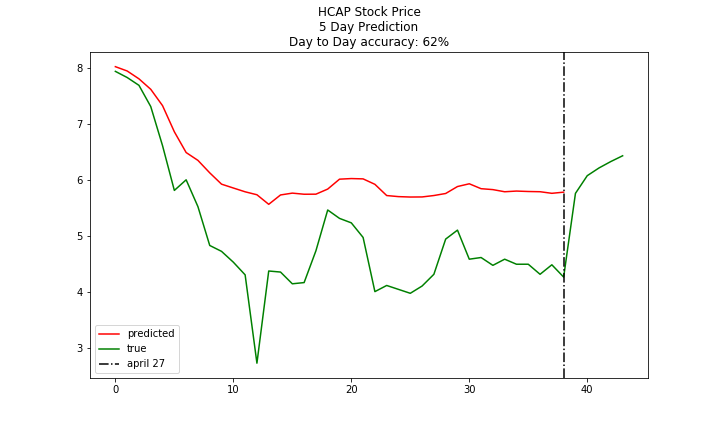 HCAP Stock Price
5 Day Prediction
Day to Day accuracy: 62%
8
7
6
5
4
3
predicted
true
april 27
0 10 20 30 40